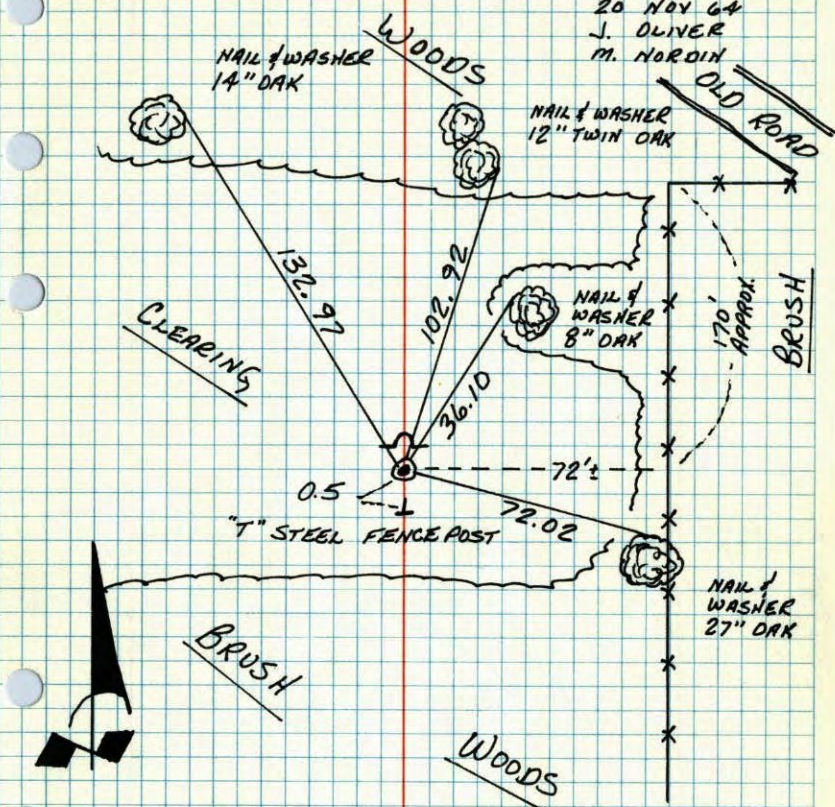 20 NOV 64
J. OLIVER
M. NORDIN
WOODS
NAIL & WASHER
14" OAK
OLD ROAD
NAIL & WASHER
12" TWIN OAK
132.97
102.92
NAIL &
WASHER
8" OAK
170'
APPROX.
BRUSH
CLEARING
36.10
72'±
0.5
72.02
"T" STEEL FENCE POST
NAIL &
WASHER
27" OAK
BRUSH
WOODS